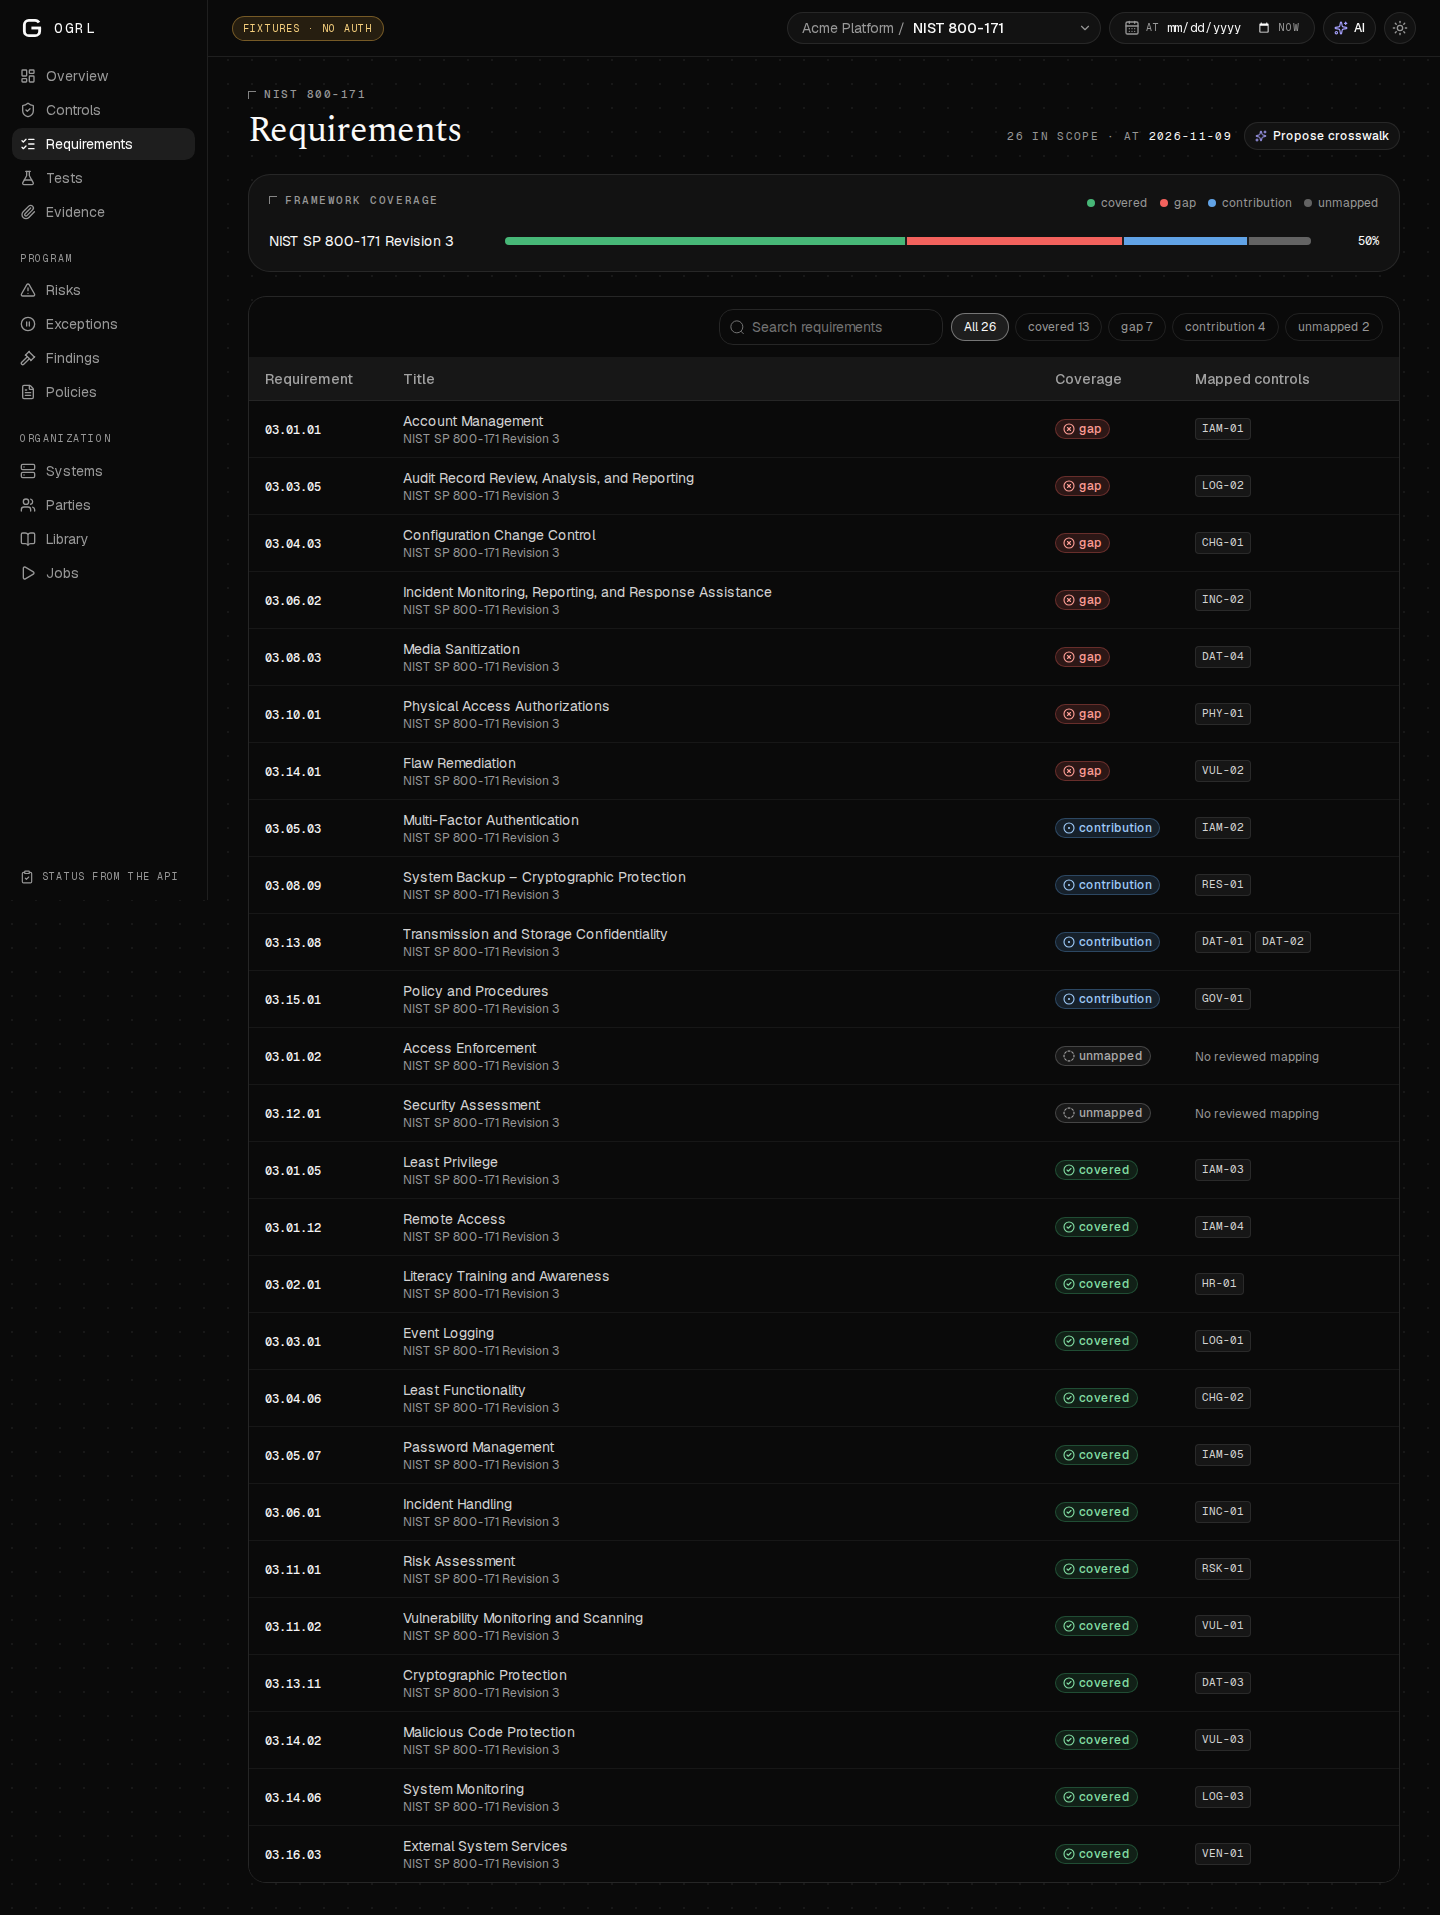 OGRL
FIXTURES · NO AUTH
Acme Platform / NIST 800-171
AT mm/dd/yyyy NOW
AI
Overview
Controls
Requirements
Tests
Evidence
PROGRAM
Risks
Exceptions
Findings
Policies
ORGANIZATION
Systems
Parties
Library
Jobs
STATUS FROM THE API
NIST 800-171
Requirements
26 IN SCOPE · AT 2026-11-09
Propose crosswalk
FRAMEWORK COVERAGE
covered gap contribution unmapped
NIST SP 800-171 Revision 3 50%
Search requirements
All 26 covered 13 gap 7 contribution 4 unmapped 2
Requirement Title Coverage Mapped controls
03.01.01 Account Management gap IAM-01
NIST SP 800-171 Revision 3
03.03.05 Audit Record Review, Analysis, and Reporting gap LOG-02
NIST SP 800-171 Revision 3
03.04.03 Configuration Change Control gap CHG-01
NIST SP 800-171 Revision 3
03.06.02 Incident Monitoring, Reporting, and Response Assistance gap INC-02
NIST SP 800-171 Revision 3
03.08.03 Media Sanitization gap DAT-04
NIST SP 800-171 Revision 3
03.10.01 Physical Access Authorizations gap PHY-01
NIST SP 800-171 Revision 3
03.14.01 Flaw Remediation gap VUL-02
NIST SP 800-171 Revision 3
03.05.03 Multi-Factor Authentication contribution IAM-02
NIST SP 800-171 Revision 3
03.08.09 System Backup – Cryptographic Protection contribution RES-01
NIST SP 800-171 Revision 3
03.13.08 Transmission and Storage Confidentiality contribution DAT-01 DAT-02
NIST SP 800-171 Revision 3
03.15.01 Policy and Procedures contribution GOV-01
NIST SP 800-171 Revision 3
03.01.02 Access Enforcement unmapped No reviewed mapping
NIST SP 800-171 Revision 3
03.12.01 Security Assessment unmapped No reviewed mapping
NIST SP 800-171 Revision 3
03.01.05 Least Privilege covered IAM-03
NIST SP 800-171 Revision 3
03.01.12 Remote Access covered IAM-04
NIST SP 800-171 Revision 3
03.02.01 Literacy Training and Awareness covered HR-01
NIST SP 800-171 Revision 3
03.03.01 Event Logging covered LOG-01
NIST SP 800-171 Revision 3
03.04.06 Least Functionality covered CHG-02
NIST SP 800-171 Revision 3
03.05.07 Password Management covered IAM-05
NIST SP 800-171 Revision 3
03.06.01 Incident Handling covered INC-01
NIST SP 800-171 Revision 3
03.11.01 Risk Assessment covered RSK-01
NIST SP 800-171 Revision 3
03.11.02 Vulnerability Monitoring and Scanning covered VUL-01
NIST SP 800-171 Revision 3
03.13.11 Cryptographic Protection covered DAT-03
NIST SP 800-171 Revision 3
03.14.02 Malicious Code Protection covered VUL-03
NIST SP 800-171 Revision 3
03.14.06 System Monitoring covered LOG-03
NIST SP 800-171 Revision 3
03.16.03 External System Services covered VEN-01
NIST SP 800-171 Revision 3